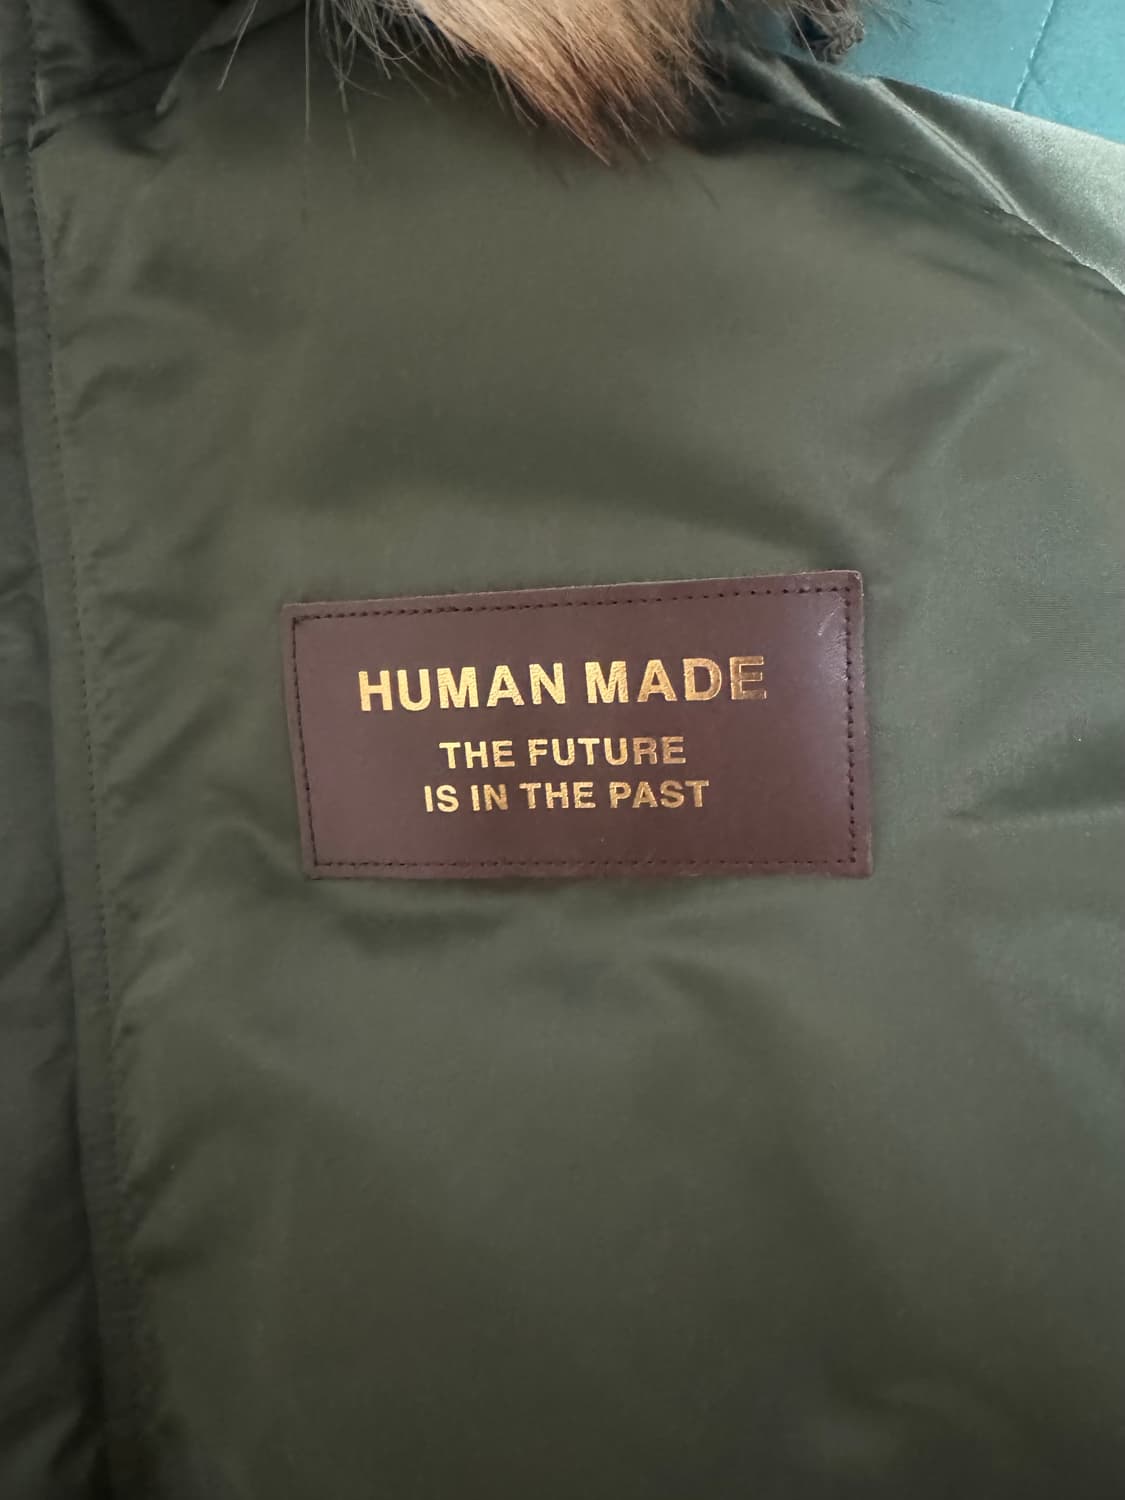 HUMAN MADE
THE FUTURE
IS IN THE PAST